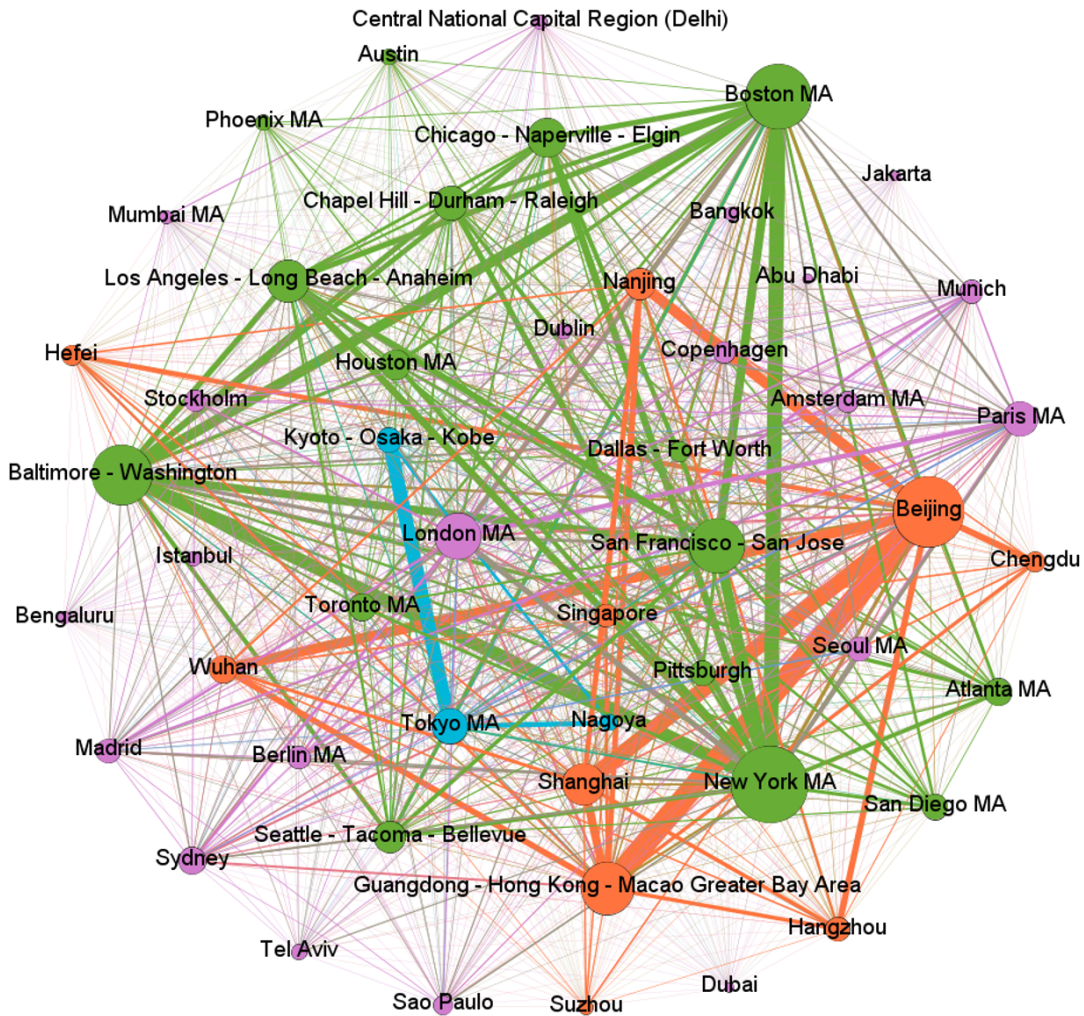 Central National Capital Region (Delhi)
Austin
Boston MA
Phoenix MA
Chicago - Naperville - Elgin
Jakarta
Chapel Hill - Durham - Raleigh
Bangkok
Mumbai MA
Los Angeles - Long Beach - Anaheim
Nanjing
Abu Dhabi
Munich
Dublin
Hefei
Houston MA
Copenhagen
Stockholm
Amsterdam MA
Paris MA
Kyoto - Osaka - Kobe
Dallas - Fort Worth
Baltimore - Washington
Beijing
London MA
San Francisco - San Jose
Istanbul
Chengdu
Bengaluru
Toronto MA
Singapore
Seoul MA
Wuhan
Pittsburgh
Atlanta MA
Tokyo MA
Nagoya
Madrid
Berlin MA
Shanghai
New York MA
San Diego MA
Seattle - Tacoma - Bellevue
Sydney
Guangdong - Hong Kong - Macao Greater Bay Area
Hangzhou
Tel Aviv
Dubai
Sao Paulo
Suzhou